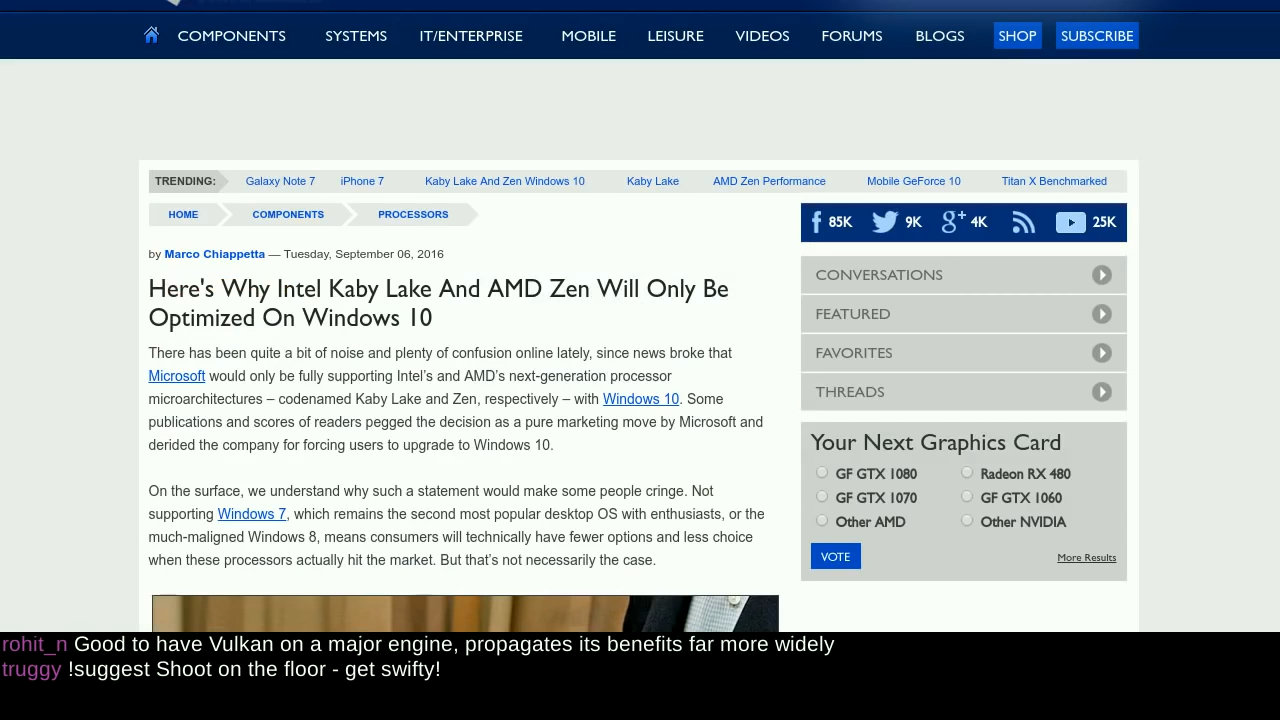 COMPONENTS SYSTEMS IT/ENTERPRISE MOBILE LEISURE VIDEOS FORUMS BLOGS SHOP SUBSCRIBE
TRENDING: Galaxy Note 7 iPhone 7 Kaby Lake And Zen Windows 10 Kaby Lake AMD Zen Performance Mobile GeForce 10 Titan X Benchmarked
HOME COMPONENTS PROCESSORS
by Marco Chiappetta — Tuesday, September 06, 2016
Here's Why Intel Kaby Lake And AMD Zen Will Only Be
Optimized On Windows 10
There has been quite a bit of noise and plenty of confusion online lately, since news broke that
Microsoft would only be fully supporting Intel’s and AMD’s next-generation processor
microarchitectures – codenamed Kaby Lake and Zen, respectively – with Windows 10. Some
publications and scores of readers pegged the decision as a pure marketing move by Microsoft and
derided the company for forcing users to upgrade to Windows 10.
On the surface, we understand why such a statement would make some people cringe. Not
supporting Windows 7, which remains the second most popular desktop OS with enthusiasts, or the
much-maligned Windows 8, means consumers will technically have fewer options and less choice
when these processors actually hit the market. But that’s not necessarily the case.
85K 9K g+ 4K 25K
CONVERSATIONS
FEATURED
FAVORITES
THREADS
Your Next Graphics Card
GF GTX 1080 Radeon RX 480
GF GTX 1070 GF GTX 1060
Other AMD Other NVIDIA
VOTE More Results
rohit_n Good to have Vulkan on a major engine, propagates its benefits far more widely
truggy !suggest Shoot on the floor - get swifty!